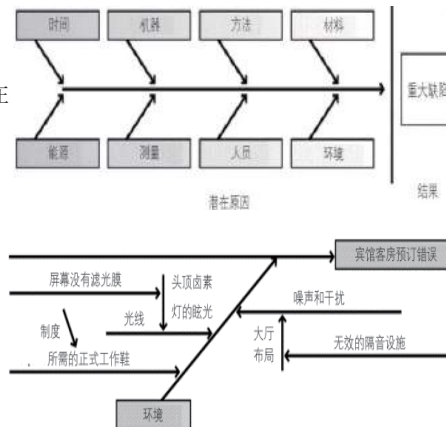 时间 机器 方法 材料
重大缺陷
能源 测量 人员 环境
潜在原因 结果
宾馆客房预订错误
屏幕没有滤光膜 头顶卤素
灯的眩光
噪声和干扰
光线
制度
大厅
布局
无效的隔音设施
所需的正式工作鞋
环境